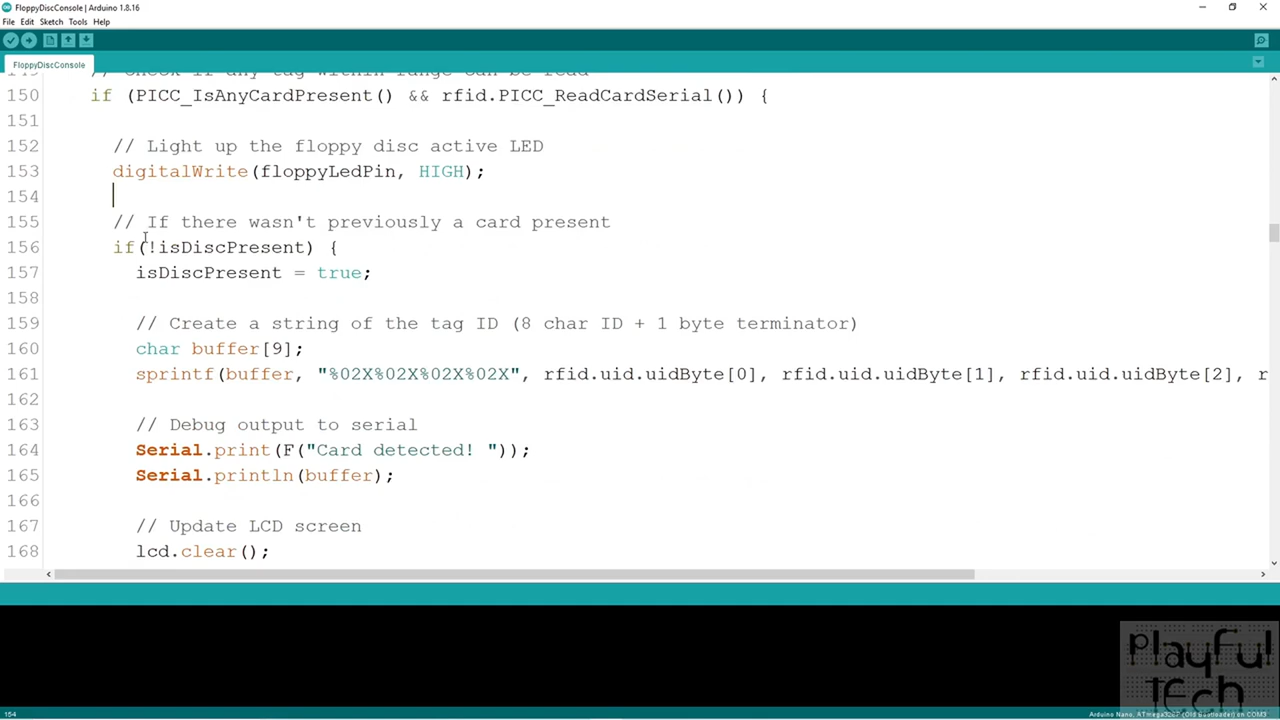 FloppyDiscConsole | Arduino 1.8.16
File Edit Sketch Tools Help
FloppyDiscConsole
149 // Check if any tag within range can be read
150 if (PICC_IsAnyCardPresent() && rfid.PICC_ReadCardSerial()) {
151
152 // Light up the floppy disc active LED
153 digitalWrite(floppyLedPin, HIGH);
154
155 // If there wasn't previously a card present
156 if(!isDiscPresent) {
157 isDiscPresent = true;
158
159 // Create a string of the tag ID (8 char ID + 1 byte terminator)
160 char buffer[9];
161 sprintf(buffer, "%02X%02X%02X%02X", rfid.uid.uidByte[0], rfid.uid.uidByte[1], rfid.uid.uidByte[2], r
162
163 // Debug output to serial
164 Serial.print(F("Card detected! "));
165 Serial.println(buffer);
166
167 // Update LCD screen
168 lcd.clear();
PlayFul
TEch
154
Arduino Nano, on COM3